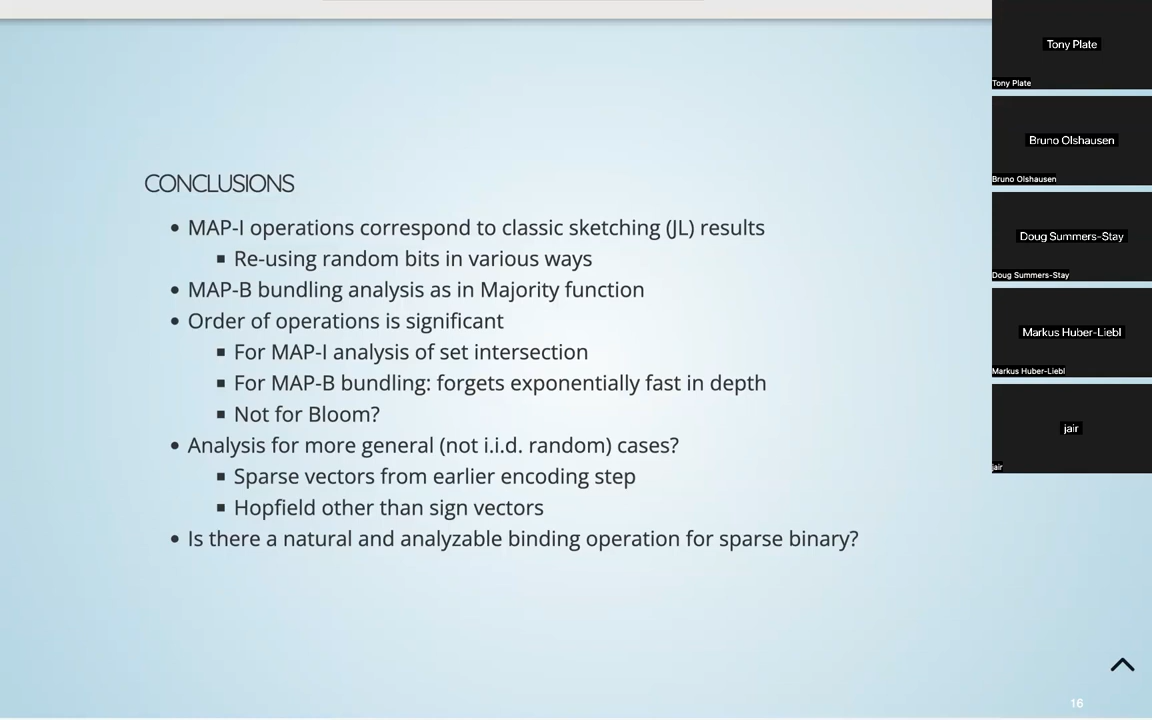 CONCLUSIONS
• MAP-I operations correspond to classic sketching (JL) results
▪ Re-using random bits in various ways
• MAP-B bundling analysis as in Majority function
• Order of operations is significant
▪ For MAP-I analysis of set intersection
▪ For MAP-B bundling: forgets exponentially fast in depth
▪ Not for Bloom?
• Analysis for more general (not i.i.d. random) cases?
▪ Sparse vectors from earlier encoding step
▪ Hopfield other than sign vectors
• Is there a natural and analyzable binding operation for sparse binary?
16
Tony Plate
Tony Plate
Bruno Olshausen
Bruno Olshausen
Doug Summers-Stay
Doug Summers-Stay
Markus Huber-Liebl
Markus Huber-Liebl
jair
jair